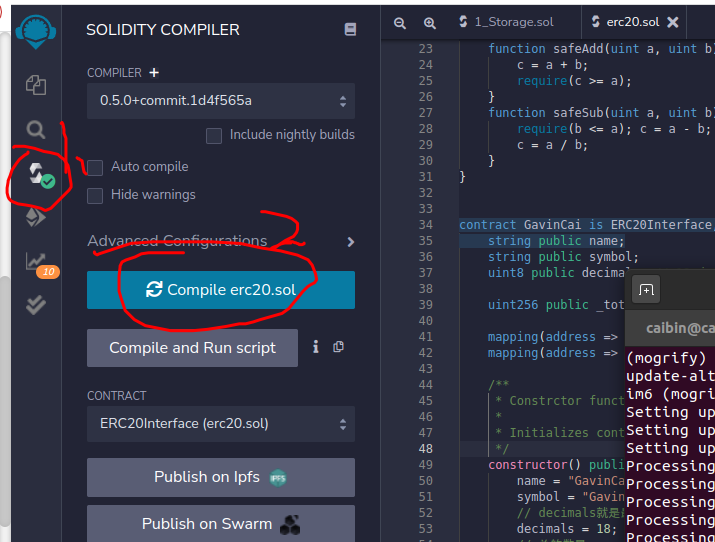 SOLIDITY COMPILER
COMPILER +
0.5.0+commit.1d4f565a
Include nightly builds
Auto compile
Hide warnings
Advanced Configurations
Compile erc20.sol
Compile and Run script
CONTRACT
ERC20Interface (erc20.sol)
Publish on Ipfs
IPFS
Publish on Swarm
10
1
2
1_Storage.sol
erc20.sol
23 function safeAdd(uint a, uint b
24 c = a + b;
25 require(c >= a);
26 }
27 function safeSub(uint a, uint b
28 require(b <= a); c = a - b;
29 c = a / b;
30 }
31 }
32
33
34 contract GavinCai is ERC20Interface,
35 string public name;
36 string public symbol;
37 uint8 public decimal
38
39 uint256 public _tot
40
41 mapping(address =>
42 mapping(address =>
43
44 /**
45 * Constrctor funct
46 *
47 * Initializes cont
48 */
49 constructor() publi
50 name = "GavinCa
51 symbol = "Gavin
52 // decimals就是
53 decimals = 18;
54
caibin@ca
(mogrify)
update-alt
im6 (mogri
Setting up
Setting up
Setting up
Processing
Processing
Processing
Processing
Processing